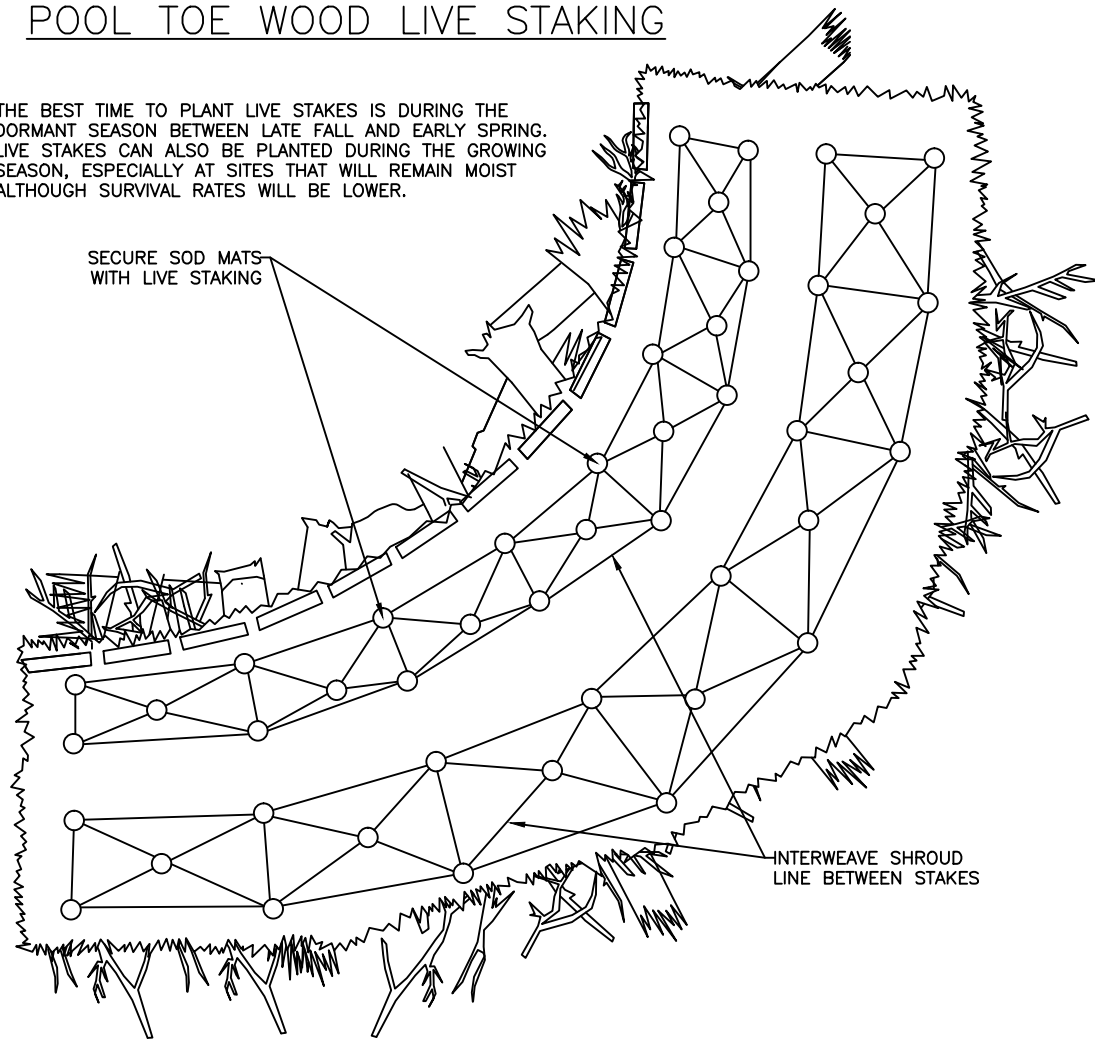 POOL TOE WOOD LIVE STAKING
THE BEST TIME TO PLANT LIVE STAKES IS DURING THE
DORMANT SEASON BETWEEN LATE FALL AND EARLY SPRING.
LIVE STAKES CAN ALSO BE PLANTED DURING THE GROWING
SEASON, ESPECIALLY AT SITES THAT WILL REMAIN MOIST
ALTHOUGH SURVIVAL RATES WILL BE LOWER.
SECURE SOD MATS
WITH LIVE STAKING
INTERWEAVE SHROUD
LINE BETWEEN STAKES